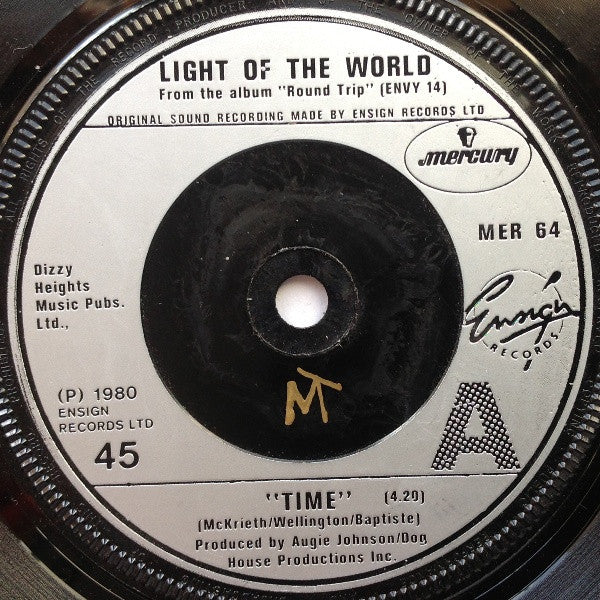 LIGHT OF THE WORLD
From the album "Round Trip" (ENVY 14)
ORIGINAL SOUND RECORDING MADE BY ENSIGN RECORDS LTD
mercury
MER 64
Dizzy
Heights
Music Pubs.
Ltd.,
Ensign
RECORDS
(P) 1980
ENSIGN
RECORDS LTD
45
A
MT
"TIME" (4.20)
(McKrieth/Wellington/Baptiste)
Produced by Augie Johnson/Dog
House Productions Inc.